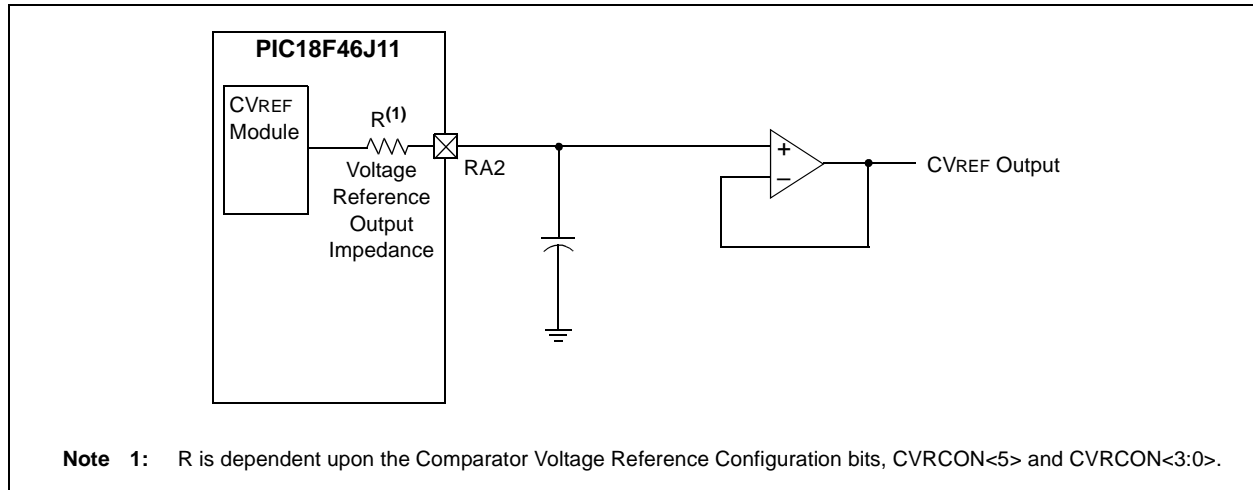 PIC18F46J11
CVREF
Module
R(1)
Voltage
Reference
Output
Impedance
RA2
+
–
CVREF Output
Note 1: R is dependent upon the Comparator Voltage Reference Configuration bits, CVRCON<5> and CVRCON<3:0>.